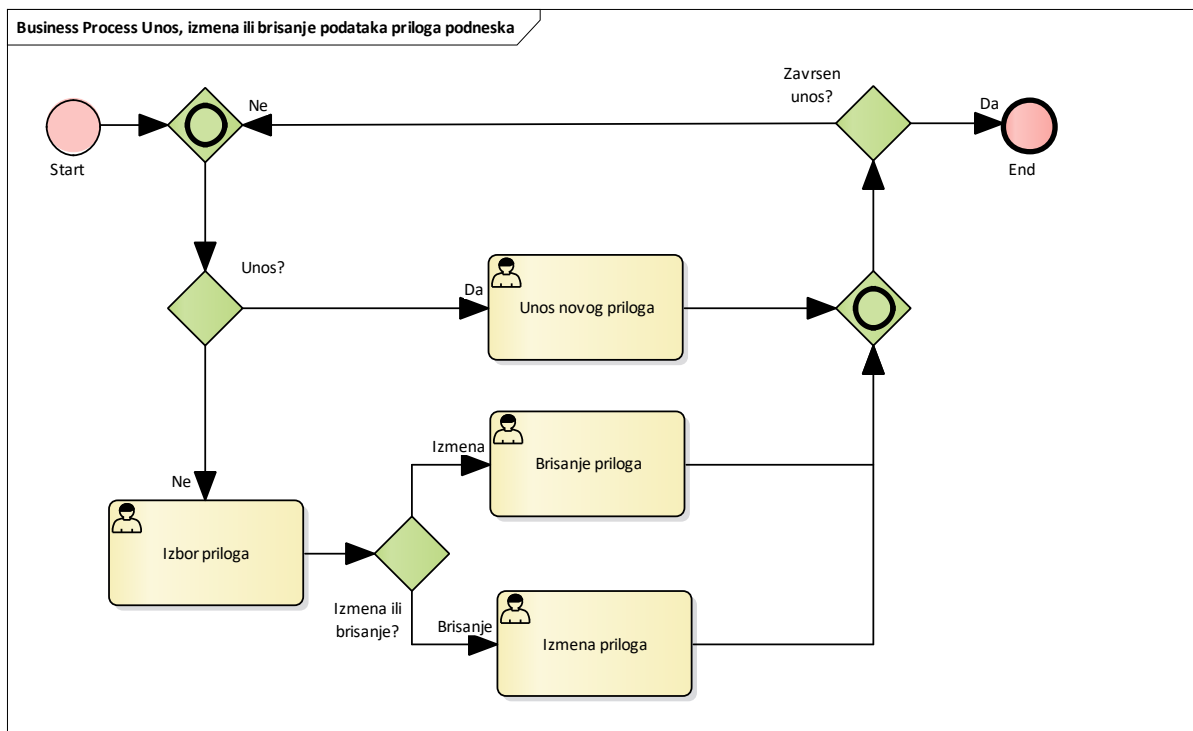 Business Process Unos, izmena ili brisanje podataka priloga podneska
Zavrsen
unos?
Ne
Da
Start
End
Unos?
Da
Unos novog priloga
Izmena
Brisanje priloga
Ne
Izbor priloga
Izmena ili
brisanje?
Brisanje
Izmena priloga